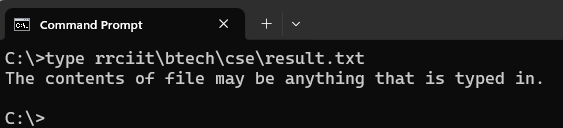 Command Prompt
C:\>type rrciit\btech\cse\result.txt
The contents of file may be anything that is typed in.
C:\>